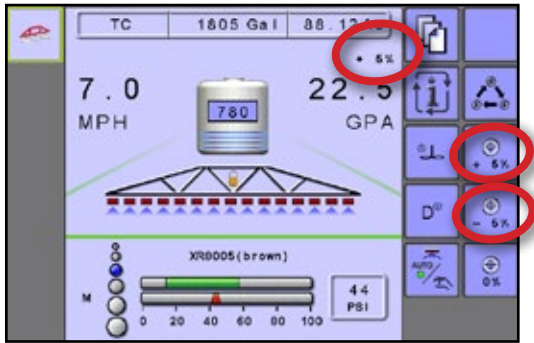 TC 1805 Gal
+ 5%
7.0 22.5
MPH 780 GPA
+ 5%
D
- 5%
XR8005(brown)
AUTO
0%
M
44
PSI
0 20 40 60 80 100